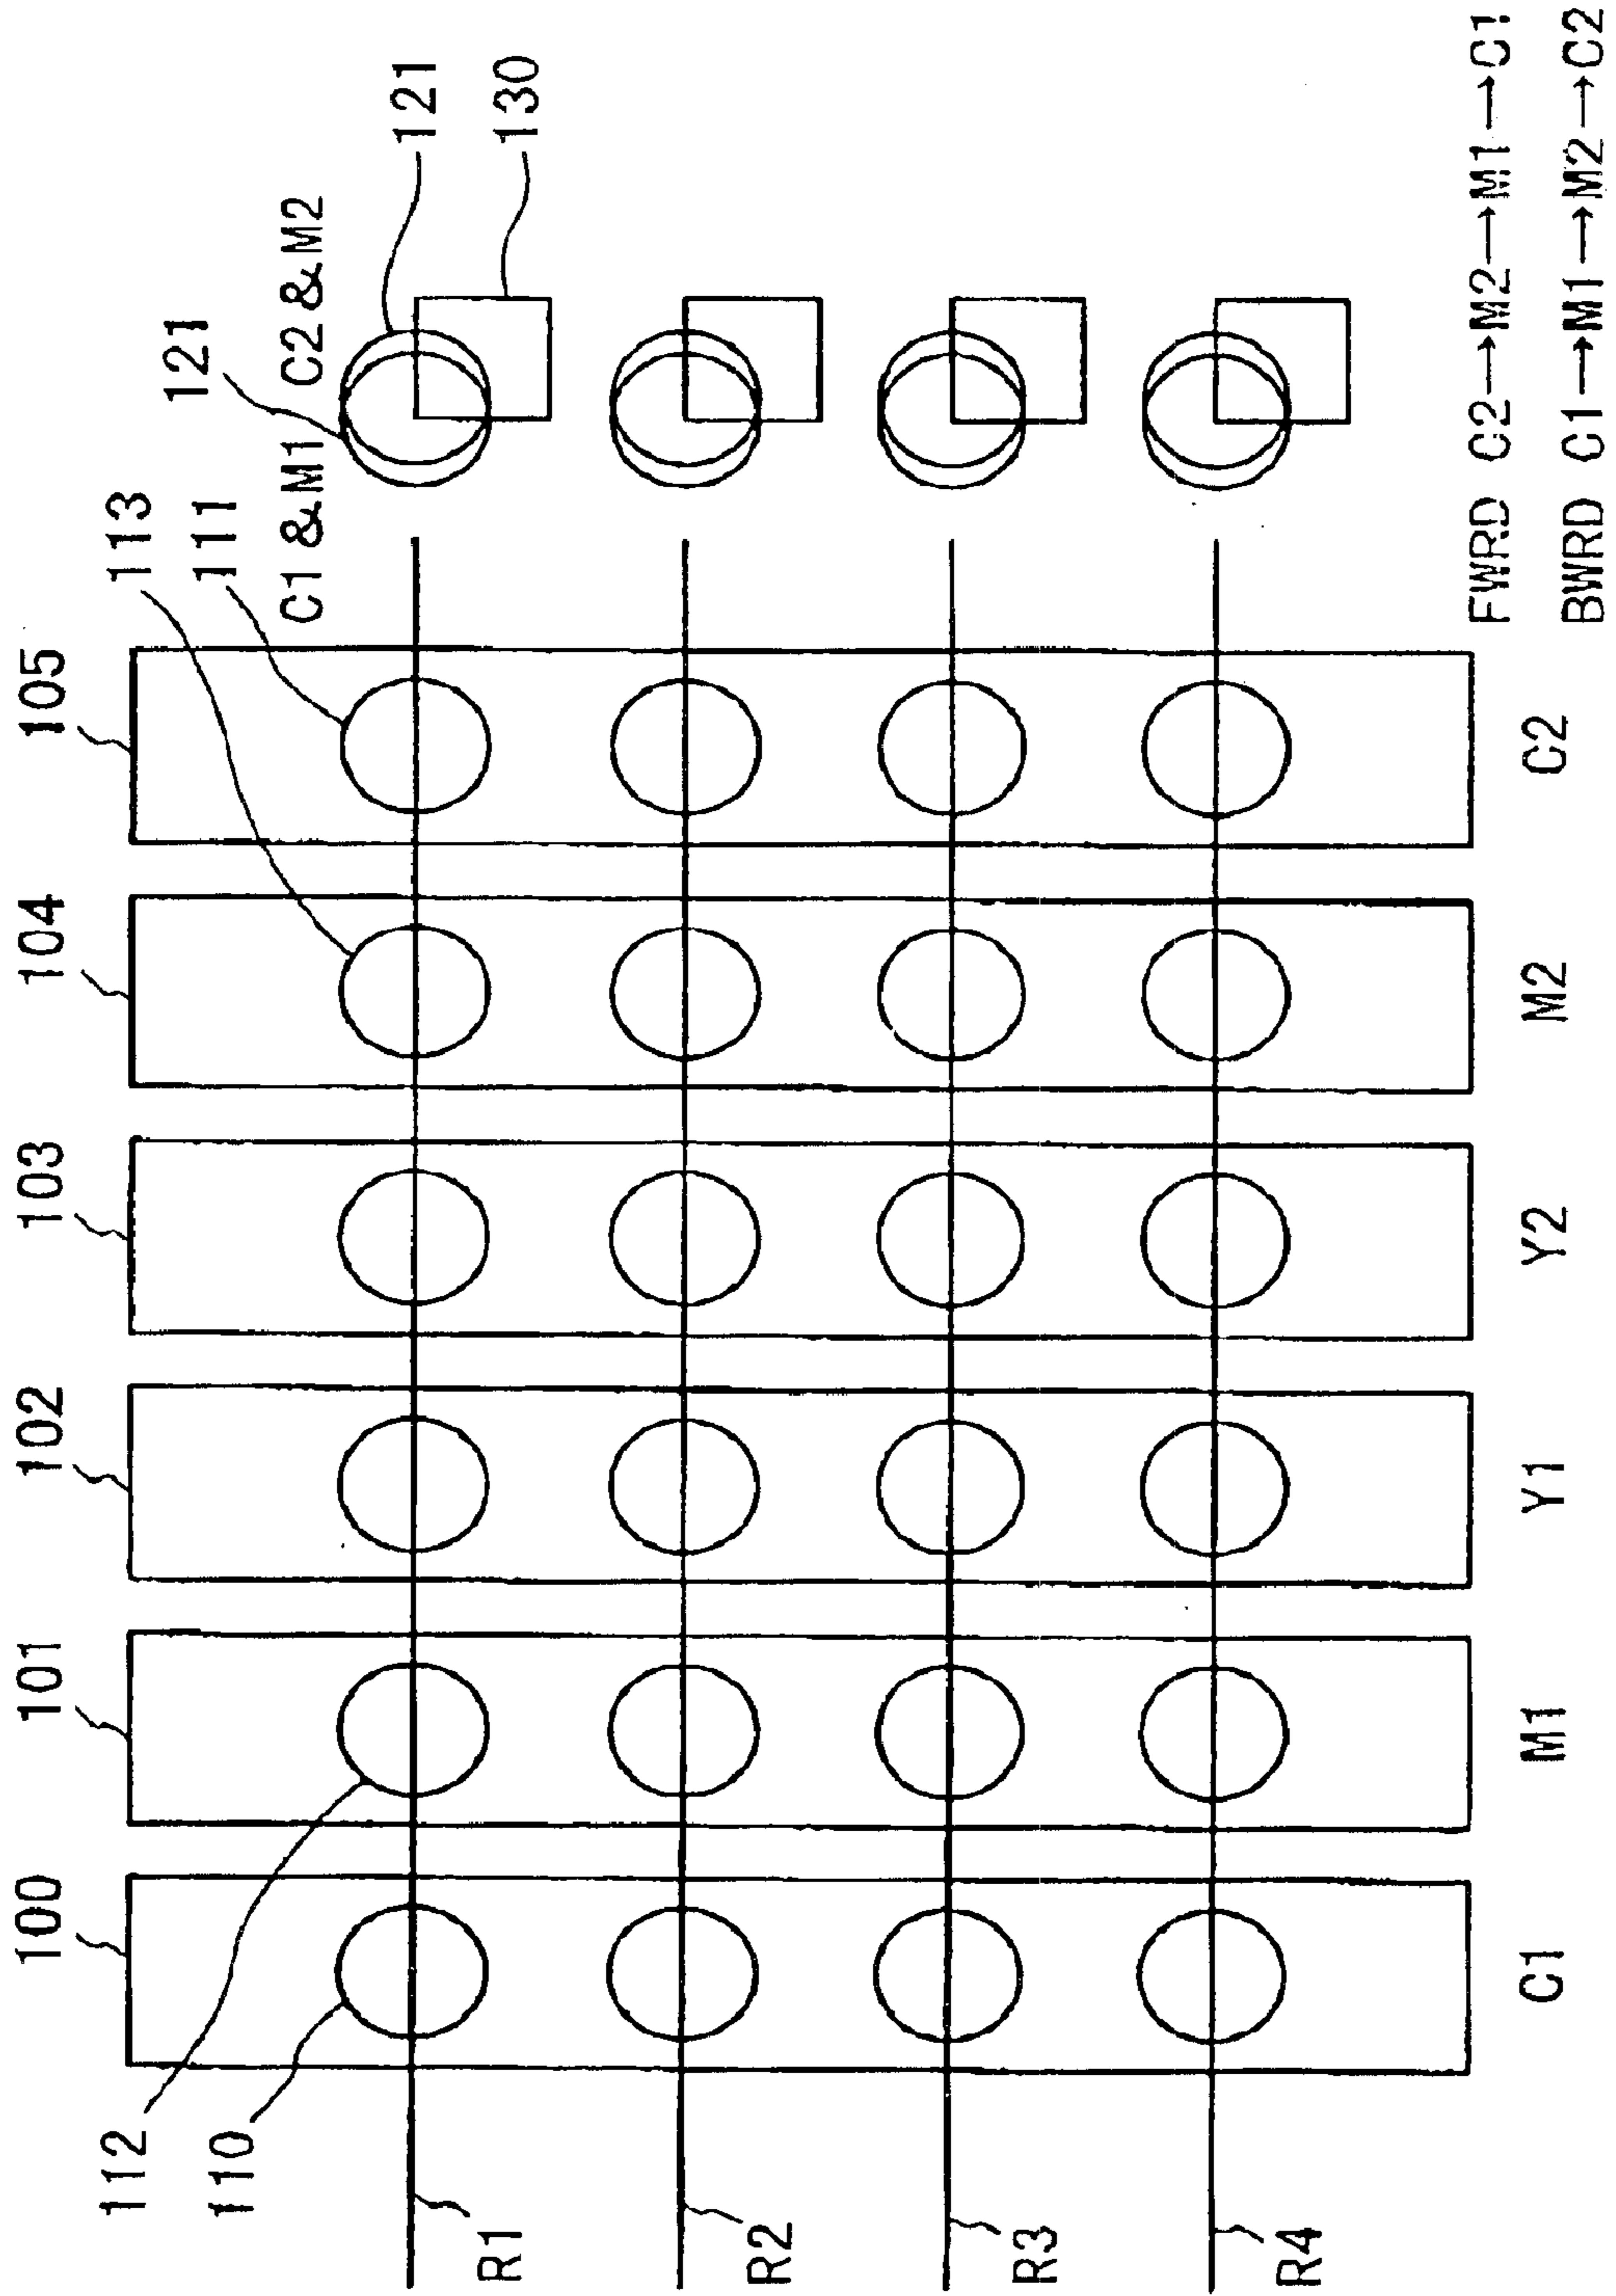 100
101
102
103
104
105
112
110
113
111
121
121
130
C1&M1 C2&M2
R1
R2
R3
R4
C1
M1
Y1
Y2
M2
C2
FWRD C2→M2→M1→C1
BWRD C1→M1→M2→C2